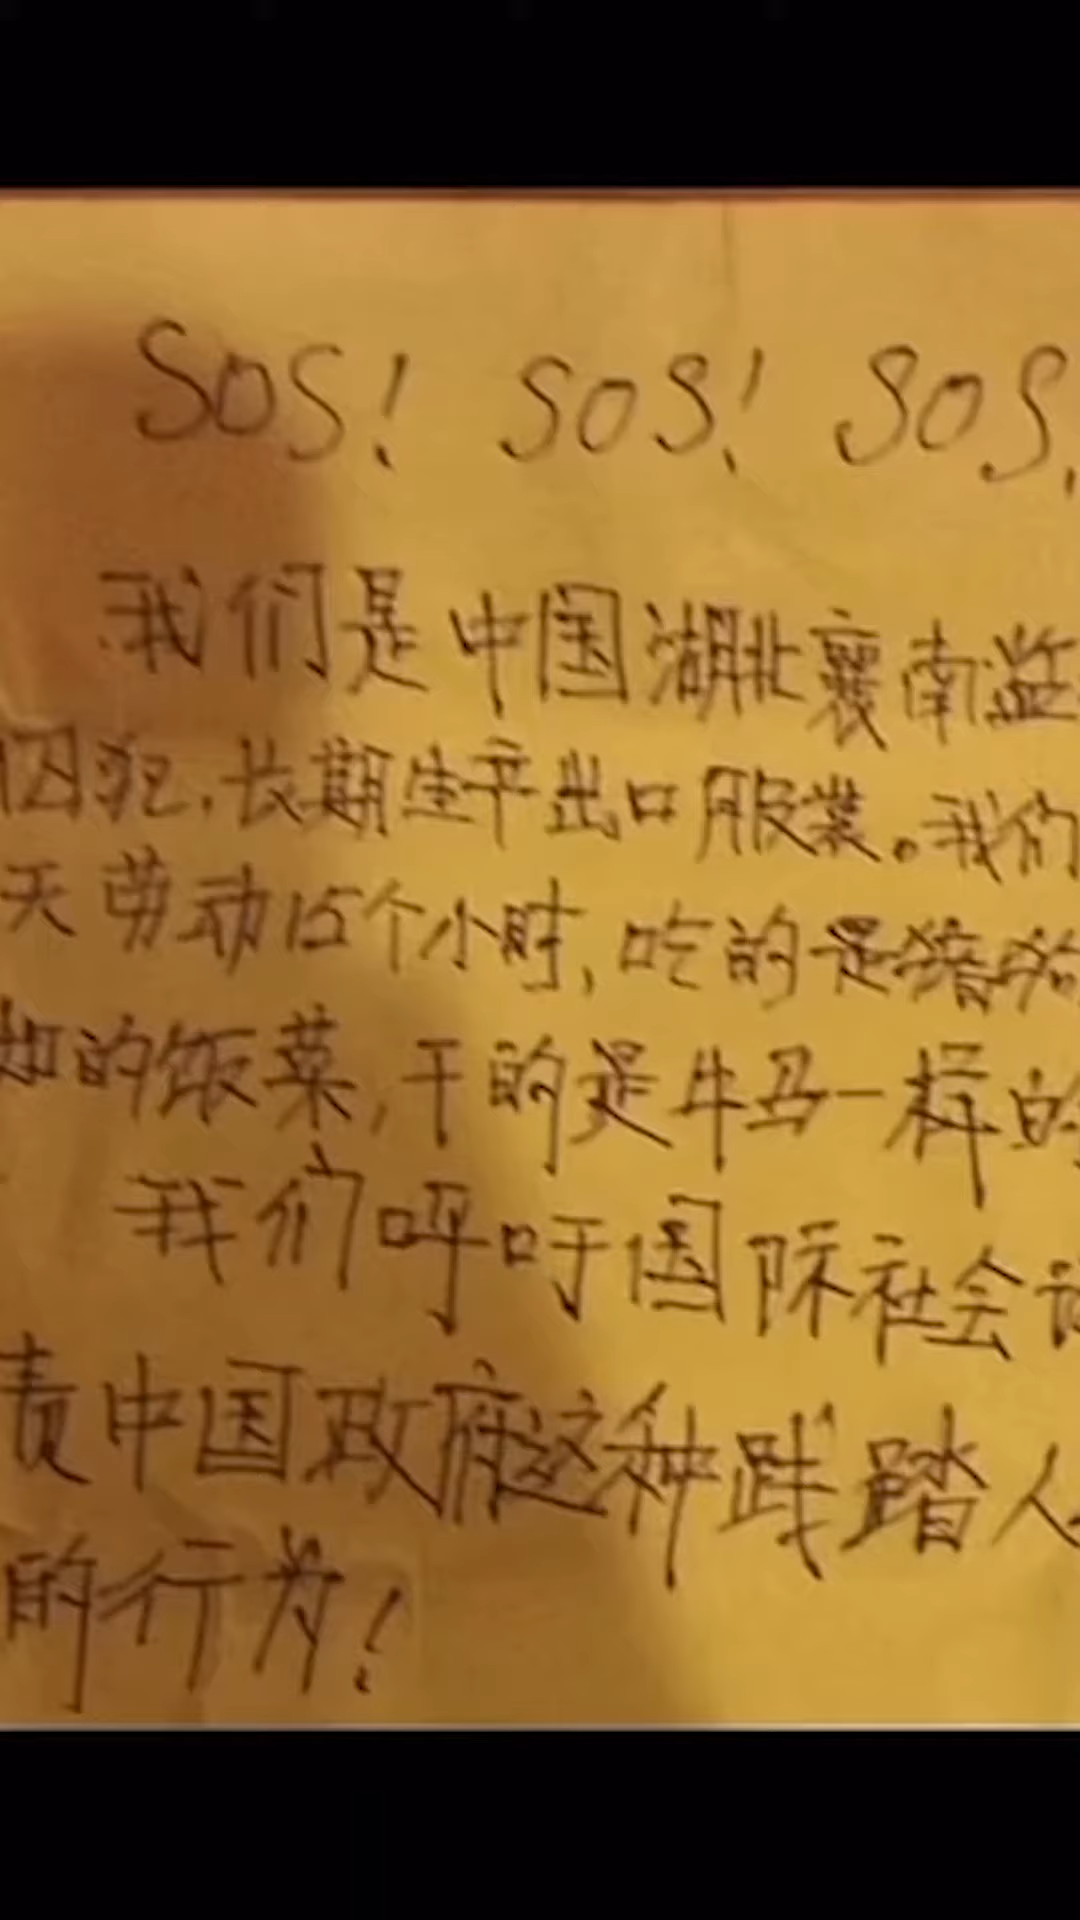 SOS! SOS! SOS
我们是中国湖北襄南监
囚犯,长期生产出口服装。我们
天劳动15个小时,吃的是猪狗
如的饭菜,干的是牛马一样的
我们呼吁国际社会
责中国政府这种践踏人
的行为!